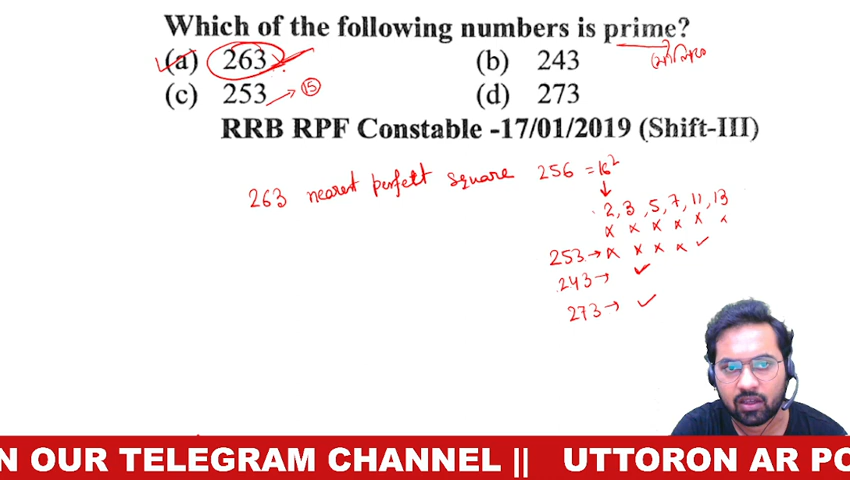 Which of the following numbers is prime?
(a) 263 (b) 243
মৌলিক
(c) 253 → 15 (d) 273
RRB RPF Constable -17/01/2019 (Shift-III)
263 nearest perfect square 256 = 16²
↓
2, 3, 5, 7, 11, 13
x x x x x x
253 → x x x x ✓
243 → ✓
273 → ✓
N OUR TELEGRAM CHANNEL || UTTORON AR PO